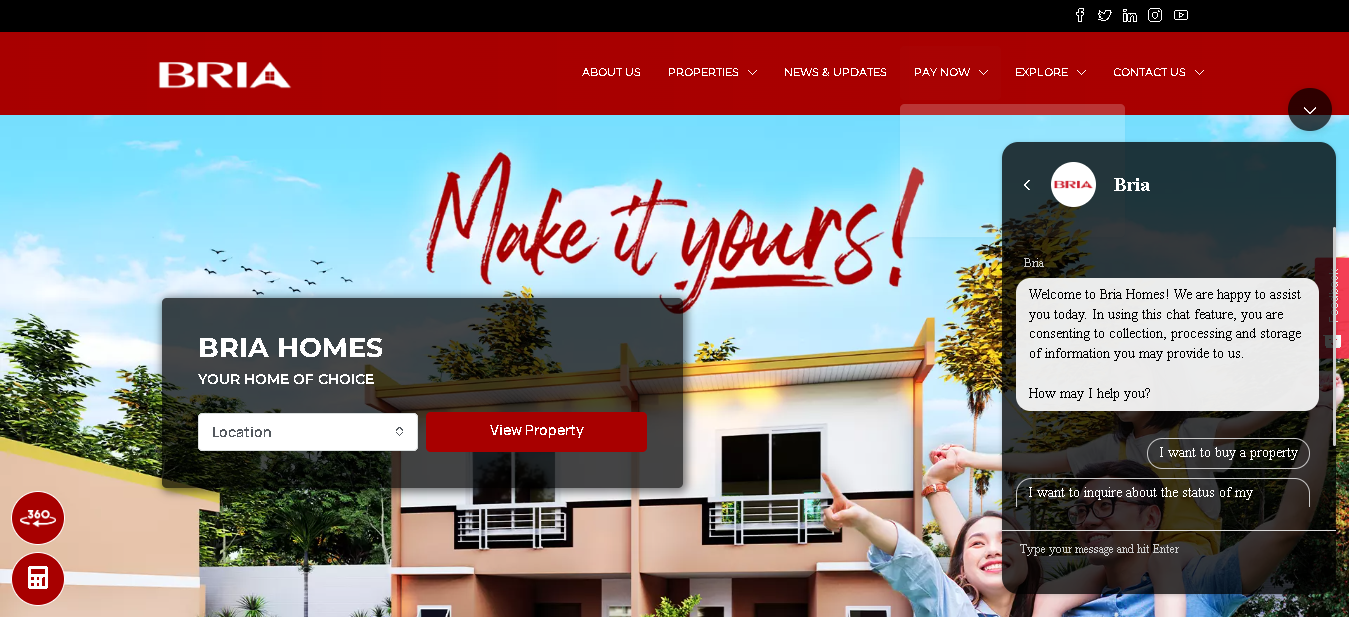 BRIA
ABOUT US
PROPERTIES
NEWS & UPDATES
PAY NOW
EXPLORE
CONTACT US
Make it yours!
BRIA HOMES
YOUR HOME OF CHOICE
Location
View Property
360
BRIA
Bria
Bria
Welcome to Bria Homes! We are happy to assist
you today. In using this chat feature, you are
consenting to collection, processing and storage
of information you may provide to us.
How may I help you?
I want to buy a property
I want to inquire about the status of my
Type your message and hit Enter
Feedback